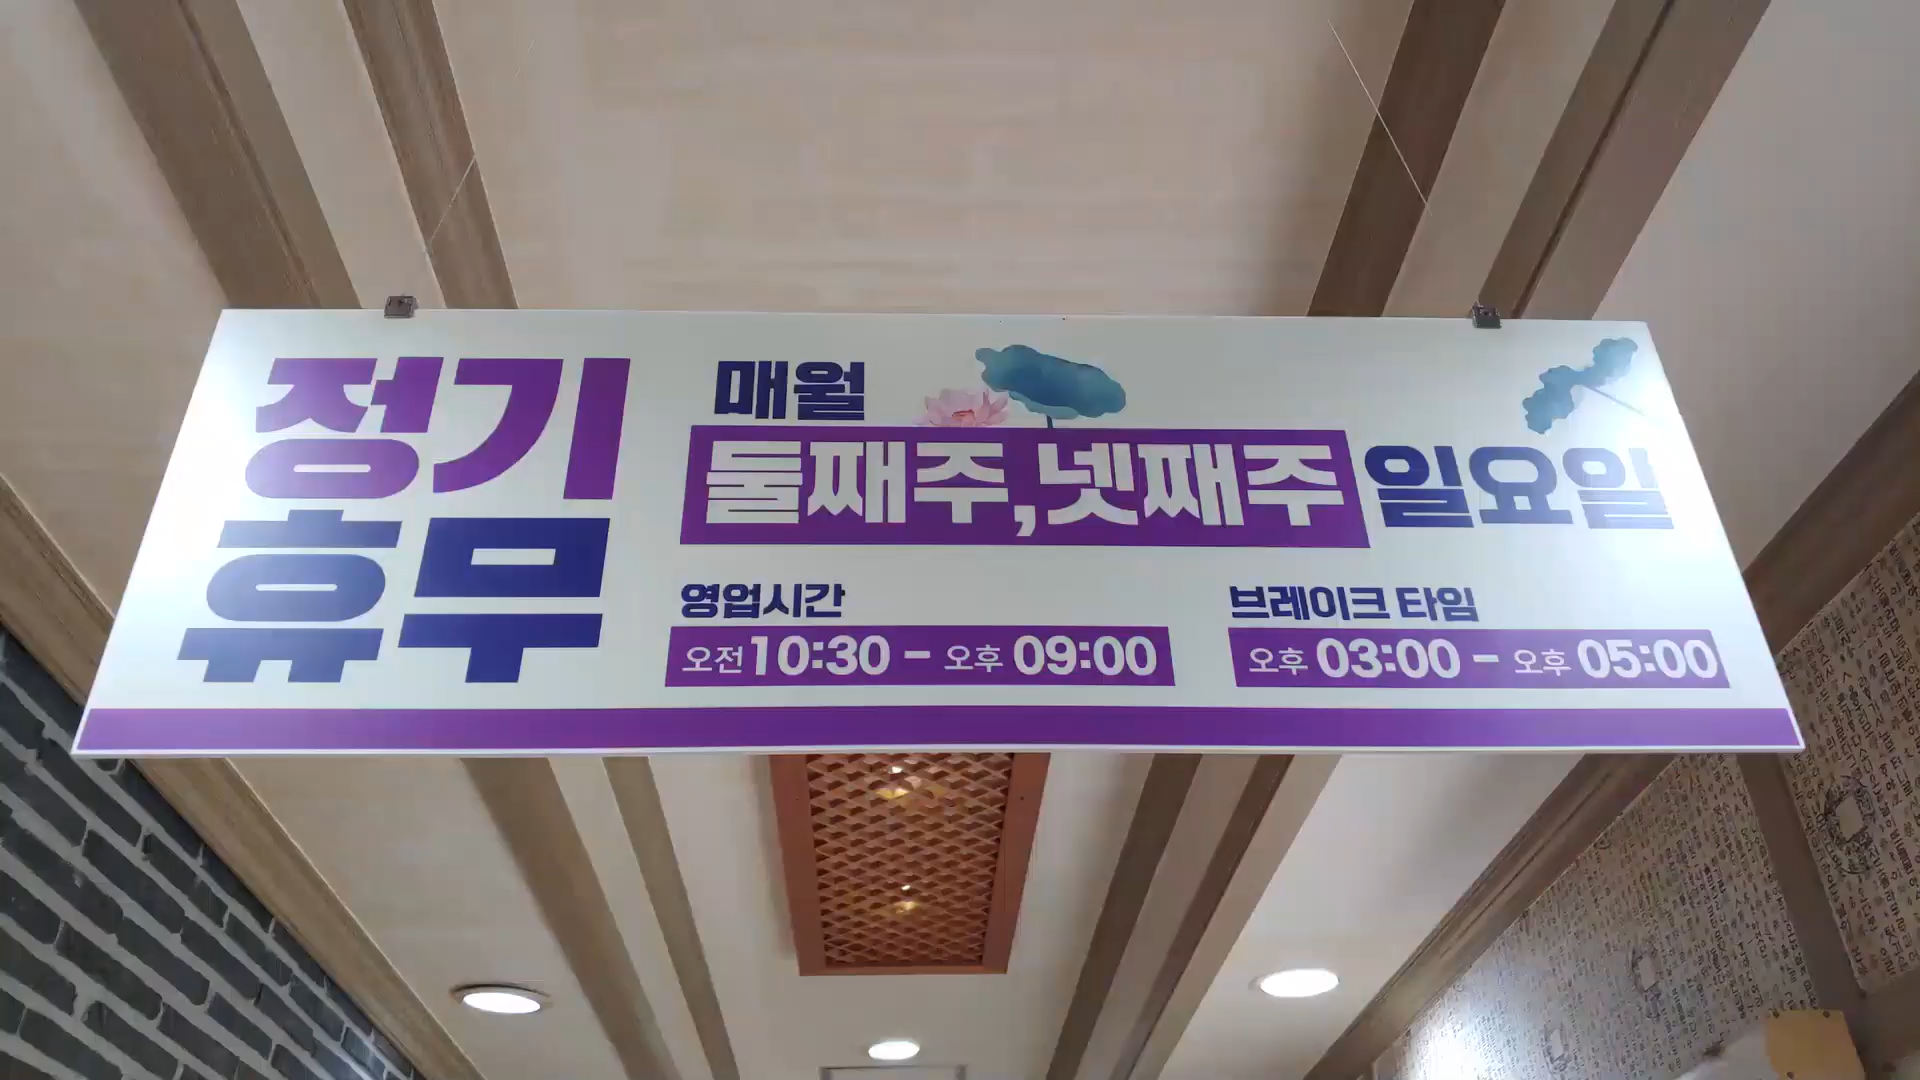 정기
휴무
매월
둘째주,넷째주 일요일
영업시간
오전10:30 - 오후 09:00
브레이크 타임
오후 03:00 - 오후 05:00